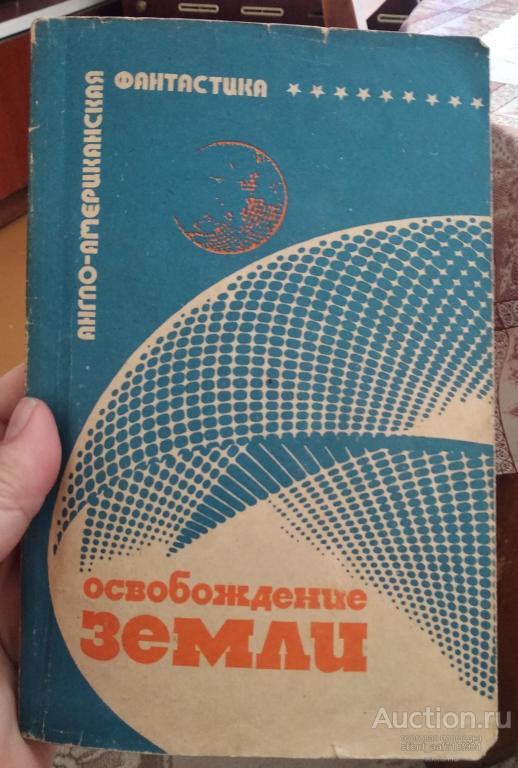 АНГЛО-АМЕРИКАНСКАЯ
ФАНТАСТИКА
освобождение
земли
Auction.ru